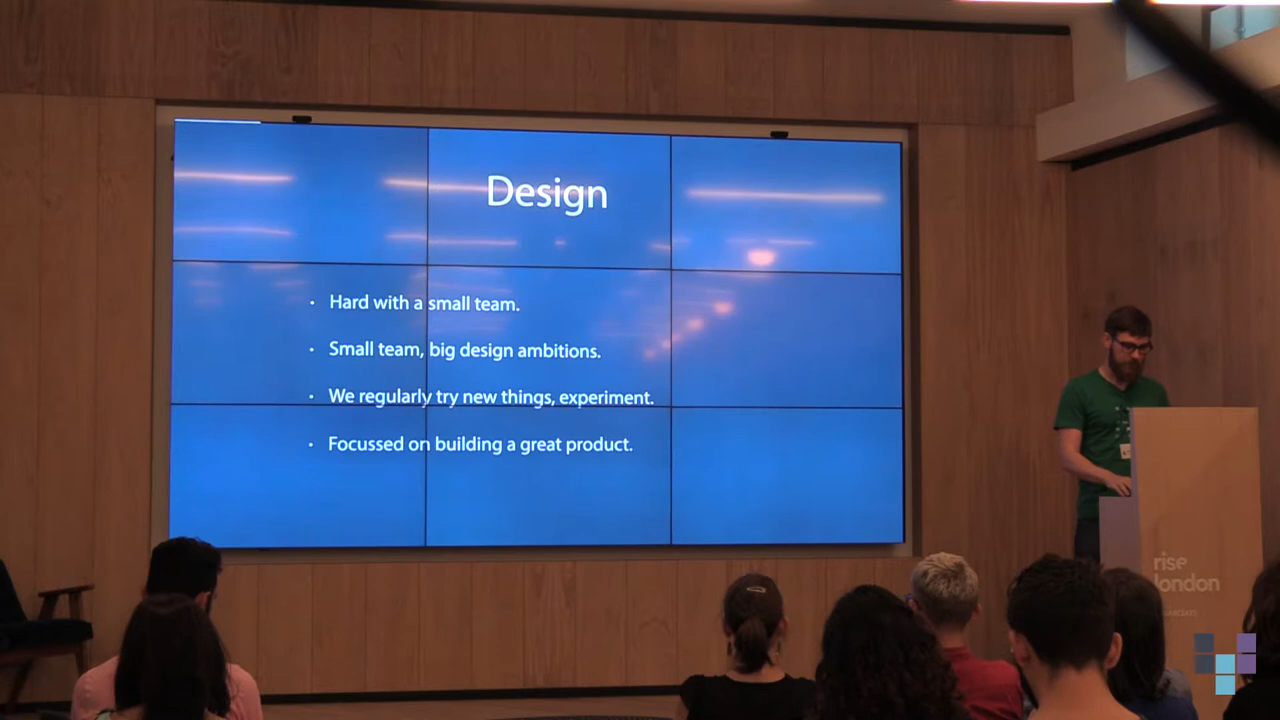 Design
· Hard with a small team.
· Small team, big design ambitions.
· We regularly try new things, experiment.
· Focussed on building a great product.
rise
london